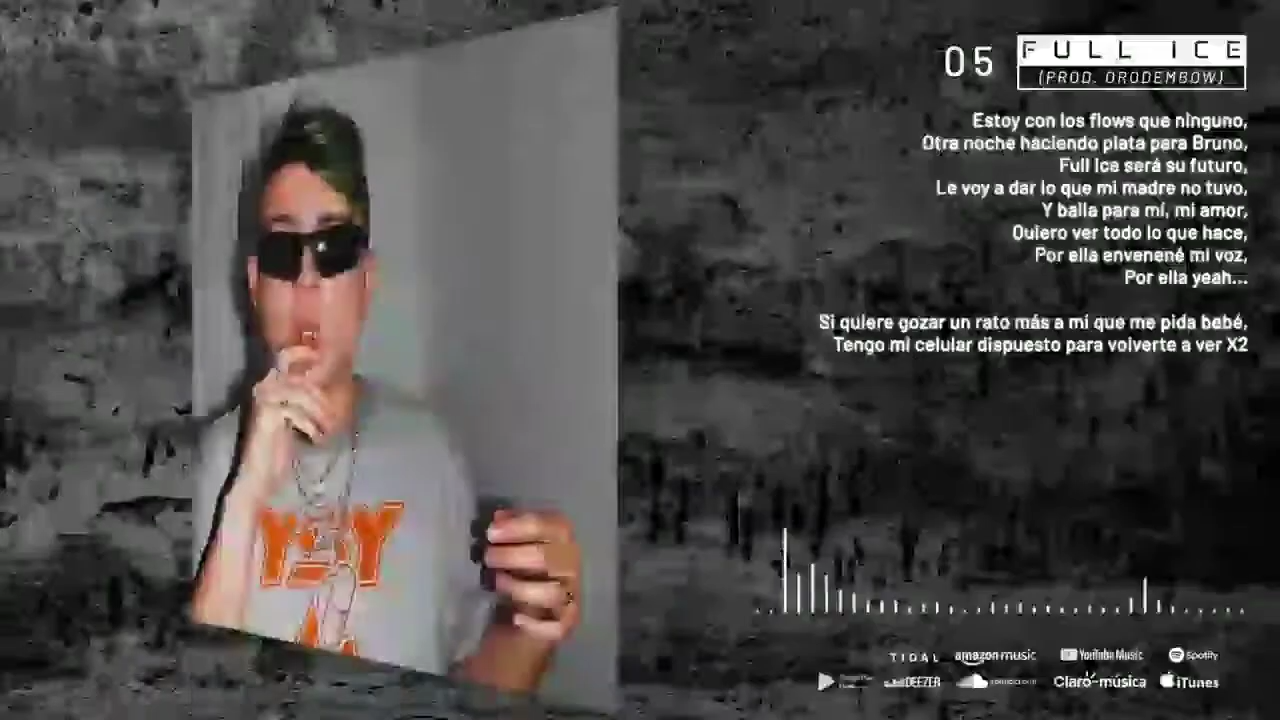 05
FULL ICE
(PROD. ORODEMBOW)
Estoy con los flows que ninguno,
Otra noche haciendo plata para Bruno,
Full Ice será su futuro,
Le voy a dar lo que mi madre no tuvo,
Y baila para mí, mi amor,
Quiero ver todo lo que hace,
Por ella envenené mi voz,
Por ella yeah...
Si quiere gozar un rato más a mí que me pida bebé,
Tengo mi celular dispuesto para volverte a ver X2
TIDAL amazon music YouTube Music Spotify
DEEZER Claro música iTunes